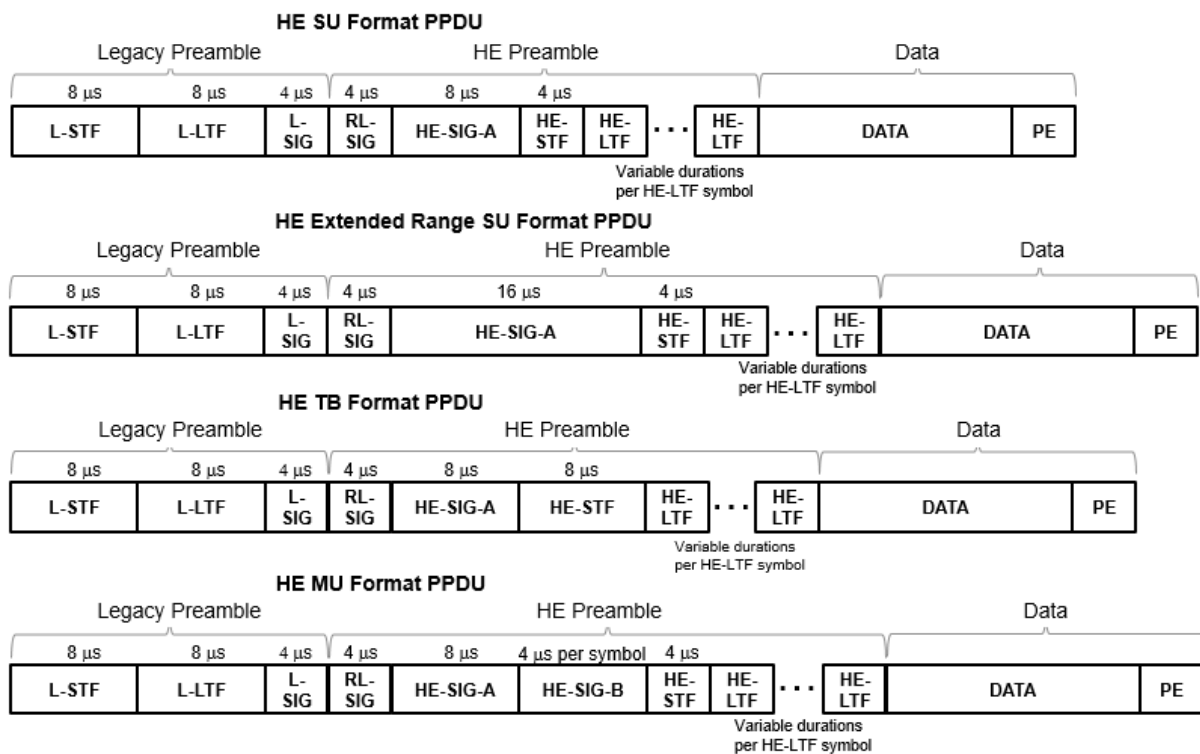 HE SU Format PPDU
Legacy Preamble HE Preamble Data
8 μs 8 μs 4 μs 4 μs 8 μs 4 μs
L-STF L-LTF L-SIG RL-SIG HE-SIG-A HE-STF HE-LTF ... HE-LTF DATA PE
Variable durations
per HE-LTF symbol
HE Extended Range SU Format PPDU
Legacy Preamble HE Preamble Data
8 μs 8 μs 4 μs 4 μs 16 μs 4 μs
L-STF L-LTF L-SIG RL-SIG HE-SIG-A HE-STF HE-LTF ... HE-LTF DATA PE
Variable durations
per HE-LTF symbol
HE TB Format PPDU
Legacy Preamble HE Preamble Data
8 μs 8 μs 4 μs 4 μs 8 μs 8 μs
L-STF L-LTF L-SIG RL-SIG HE-SIG-A HE-STF HE-LTF ... HE-LTF DATA PE
Variable durations
per HE-LTF symbol
HE MU Format PPDU
Legacy Preamble HE Preamble Data
8 μs 8 μs 4 μs 4 μs 8 μs 4 μs per symbol 4 μs
L-STF L-LTF L-SIG RL-SIG HE-SIG-A HE-SIG-B HE-STF HE-LTF ... HE-LTF DATA PE
Variable durations
per HE-LTF symbol